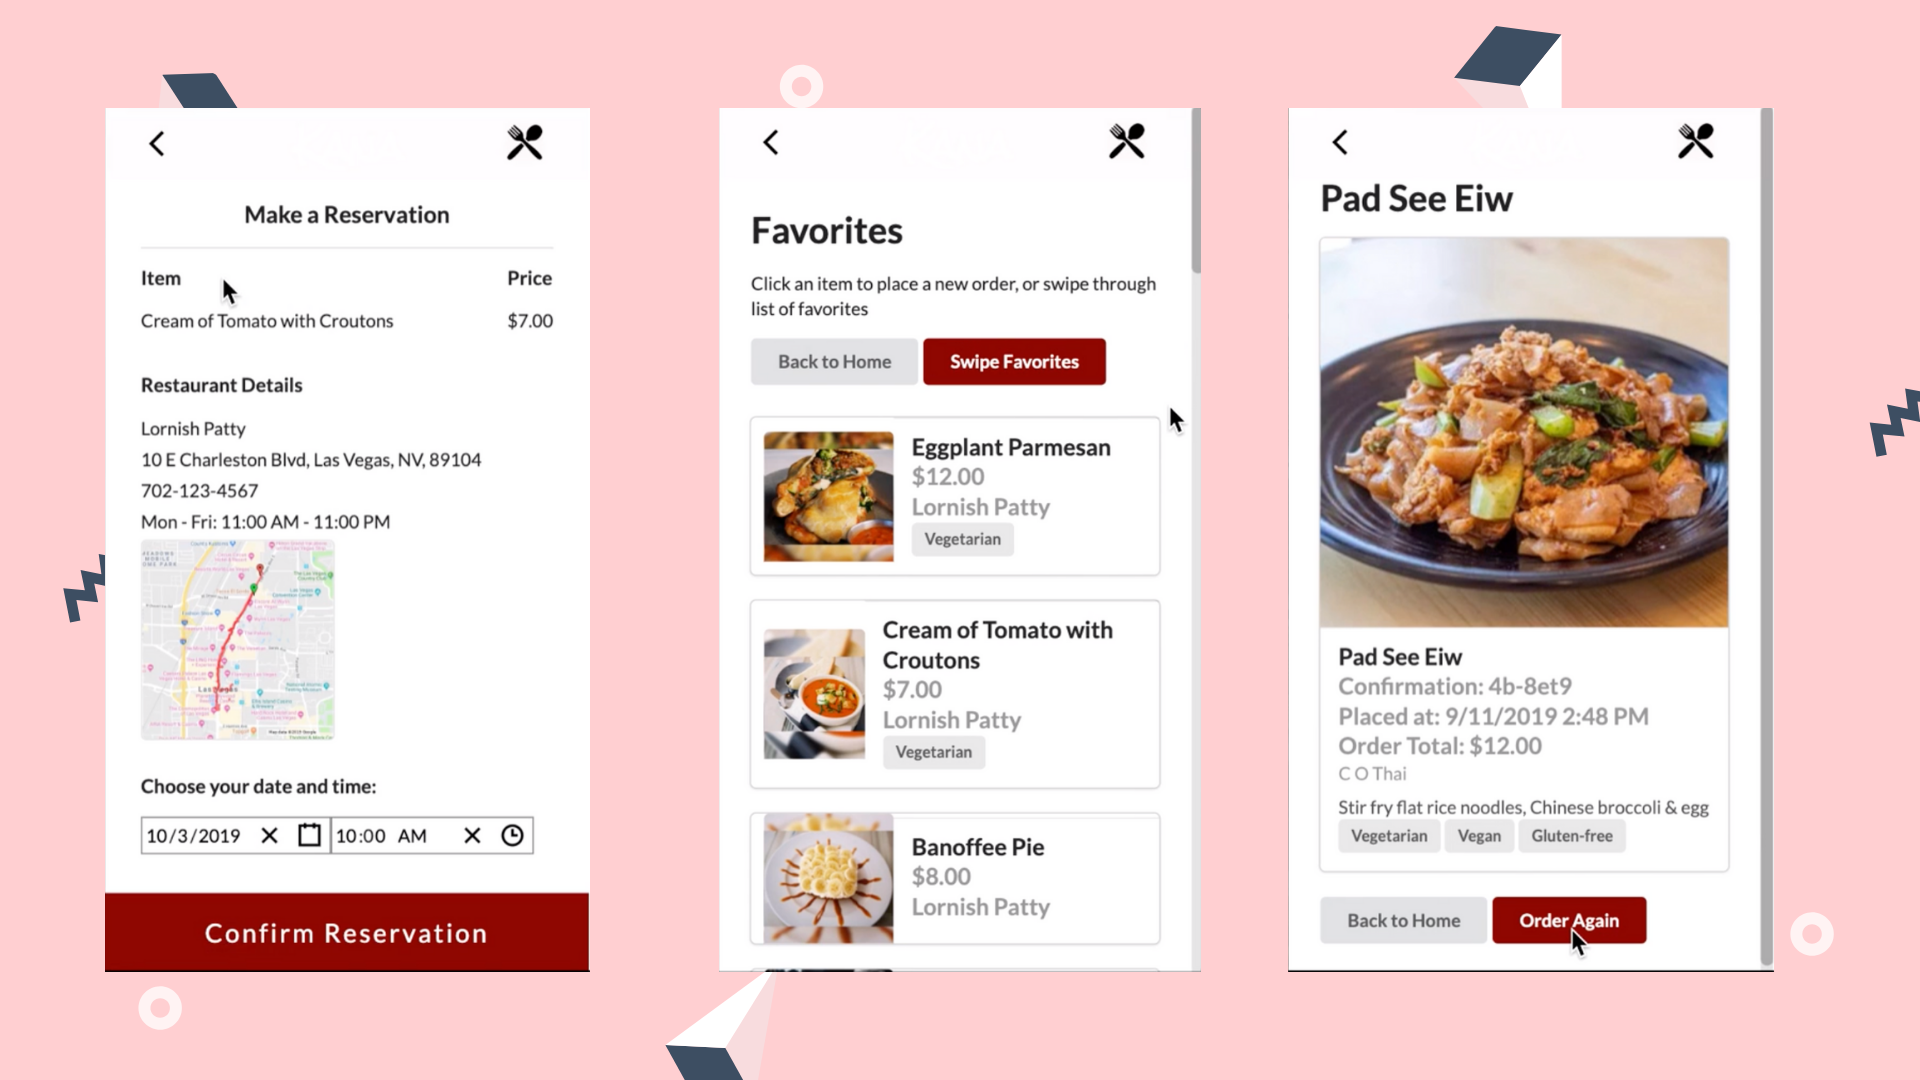 Make a Reservation
Item Price
Cream of Tomato with Croutons $7.00
Restaurant Details
Lornish Patty
10 E Charleston Blvd, Las Vegas, NV, 89104
702-123-4567
Mon - Fri: 11:00 AM - 11:00 PM
Choose your date and time:
10/3/2019 10:00 AM
Confirm Reservation
Favorites
Click an item to place a new order, or swipe through
list of favorites
Back to Home Swipe Favorites
Eggplant Parmesan
$12.00
Lornish Patty
Vegetarian
Cream of Tomato with
Croutons
$7.00
Lornish Patty
Vegetarian
Banoffee Pie
$8.00
Lornish Patty
Pad See Eiw
Pad See Eiw
Confirmation: 4b-8et9
Placed at: 9/11/2019 2:48 PM
Order Total: $12.00
C O Thai
Stir fry flat rice noodles, Chinese broccoli & egg
Vegetarian Vegan Gluten-free
Back to Home Order Again